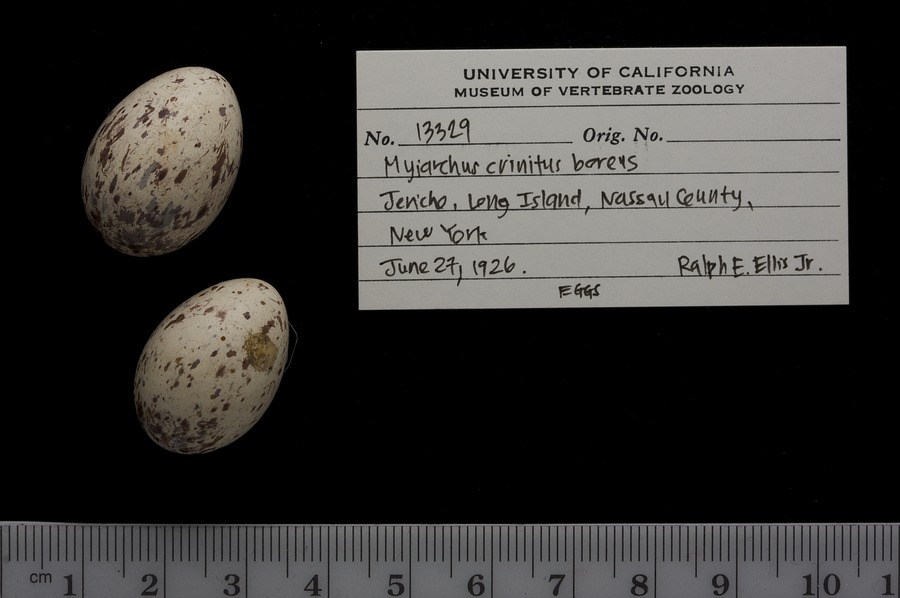 UNIVERSITY OF CALIFORNIA
MUSEUM OF VERTEBRATE ZOOLOGY
No. 13329 Orig. No.
Myiarchus crinitus boreus
Jericho, Long Island, Nassau County,
New York
June 27, 1926. Ralph E. Ellis Jr.
EGGS
cm 1 2 3 4 5 6 7 8 9 10 1